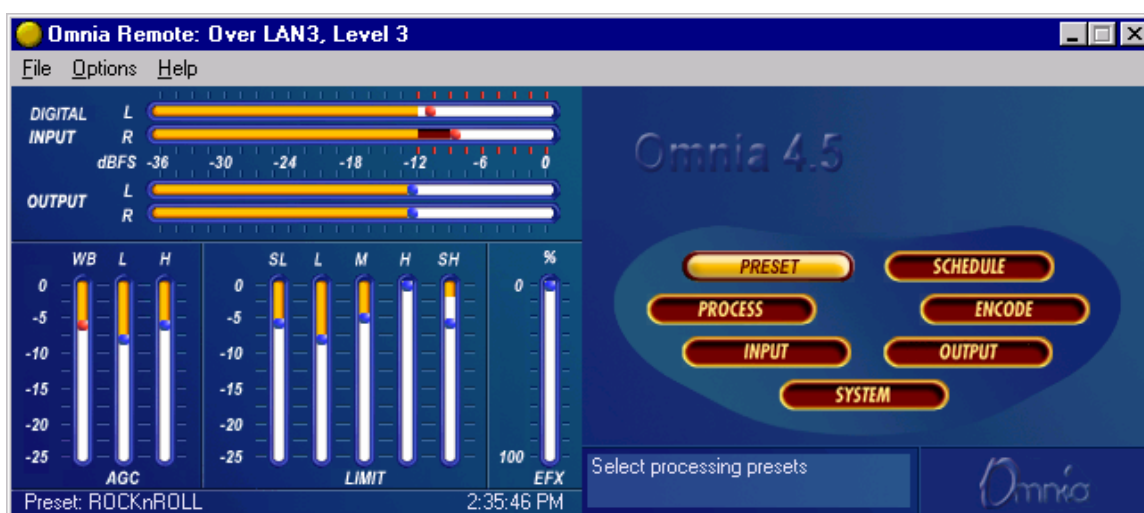 Omnia Remote: Over LAN3, Level 3
File Options Help
DIGITAL L
INPUT R
dBFS -36 -30 -24 -18 -12 -6 0
L
OUTPUT
R
Omnia 4.5
WB L H SL L M H SH %
0 0 0
-5 -5
-10 -10
-15 -15
-20 -20
-25 -25 100
AGC LIMIT EFX
PRESET SCHEDULE
PROCESS ENCODE
INPUT OUTPUT
SYSTEM
Select processing presets
Omnia
Preset: ROCKnROLL 2:35:46 PM